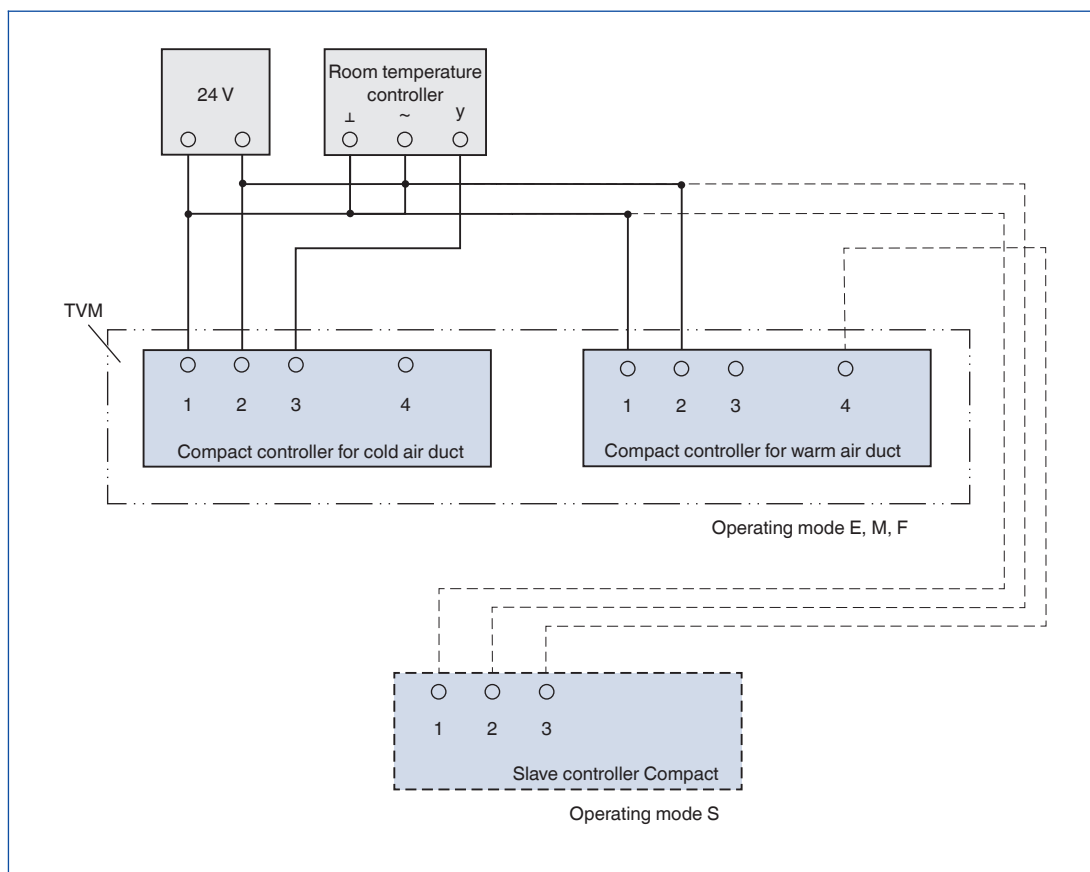 24 V
Room temperature
controller
⊥ ~ y
TVM
1 2 3 4
Compact controller for cold air duct
1 2 3 4
Compact controller for warm air duct
Operating mode E, M, F
1 2 3
Slave controller Compact
Operating mode S